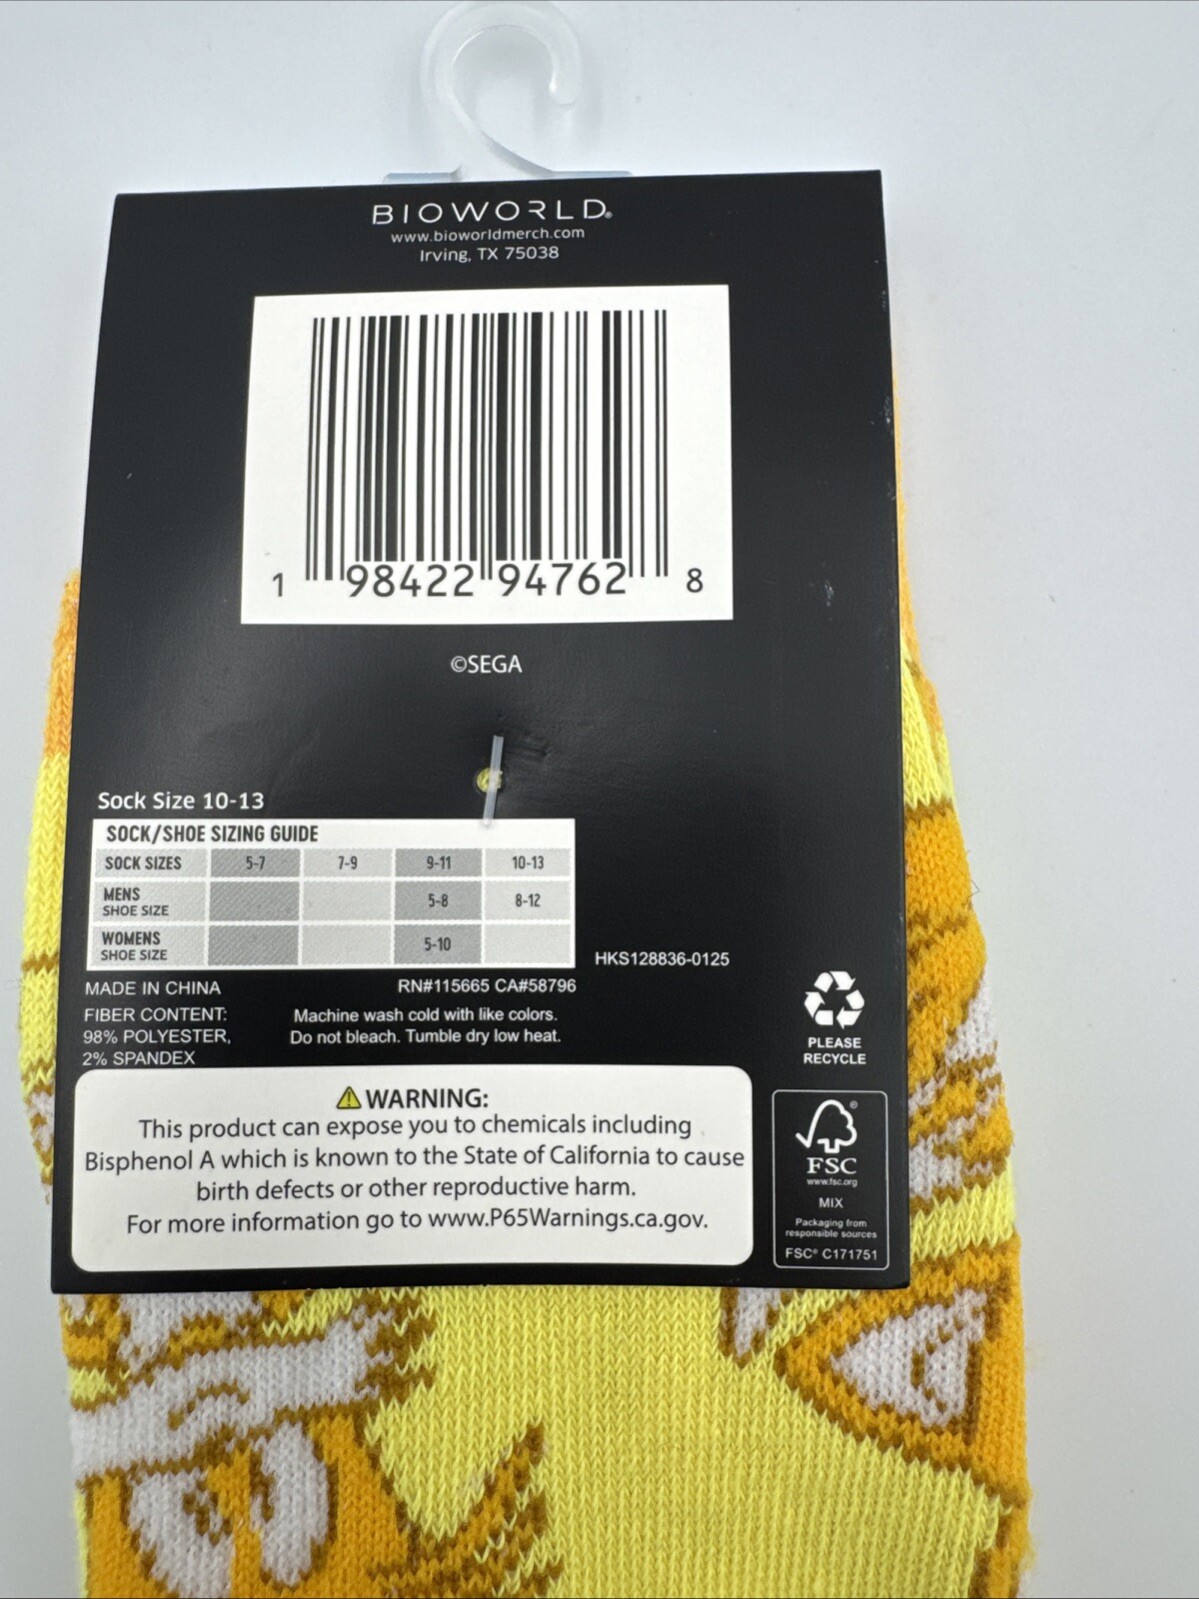 BIOWORLD®
www.bioworldmerch.com
Irving, TX 75038
1 98422 94762 8
©SEGA
Sock Size 10-13
SOCK/SHOE SIZING GUIDE
SOCK SIZES 5-7 7-9 9-11 10-13
MENS SHOE SIZE 5-8 8-12
WOMENS SHOE SIZE 5-10
HKS128836-0125
MADE IN CHINA
RN#115665 CA#58796
FIBER CONTENT:
98% POLYESTER,
2% SPANDEX
Machine wash cold with like colors.
Do not bleach. Tumble dry low heat.
PLEASE
RECYCLE
WARNING:
This product can expose you to chemicals including
Bisphenol A which is known to the State of California to cause
birth defects or other reproductive harm.
For more information go to www.P65Warnings.ca.gov.
®
FSC
www.fsc.org
MIX
Packaging from
responsible sources
FSC® C171751